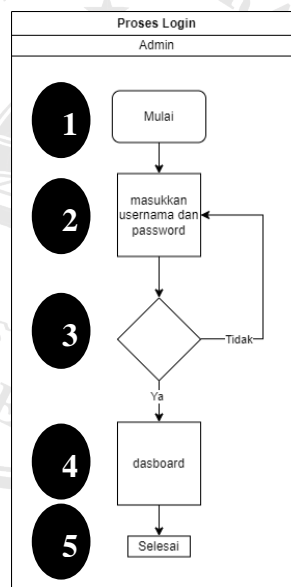 Proses Login
Admin
1
Mulai
2
masukkan
usernama dan
password
3
Tidak
Ya
4
dasboard
5
Selesai